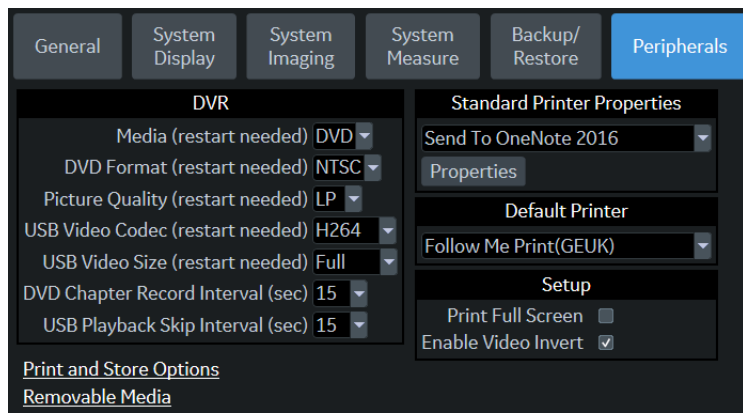 General
System
Display
System
Imaging
System
Measure
Backup/
Restore
Peripherals
DVR
Media (restart needed) DVD
DVD Format (restart needed) NTSC
Picture Quality (restart needed) LP
USB Video Codec (restart needed) H264
USB Video Size (restart needed) Full
DVD Chapter Record Interval (sec) 15
USB Playback Skip Interval (sec) 15
Standard Printer Properties
Send To OneNote 2016
Properties
Default Printer
Follow Me Print(GEUK)
Setup
Print Full Screen
Enable Video Invert
Print and Store Options
Removable Media